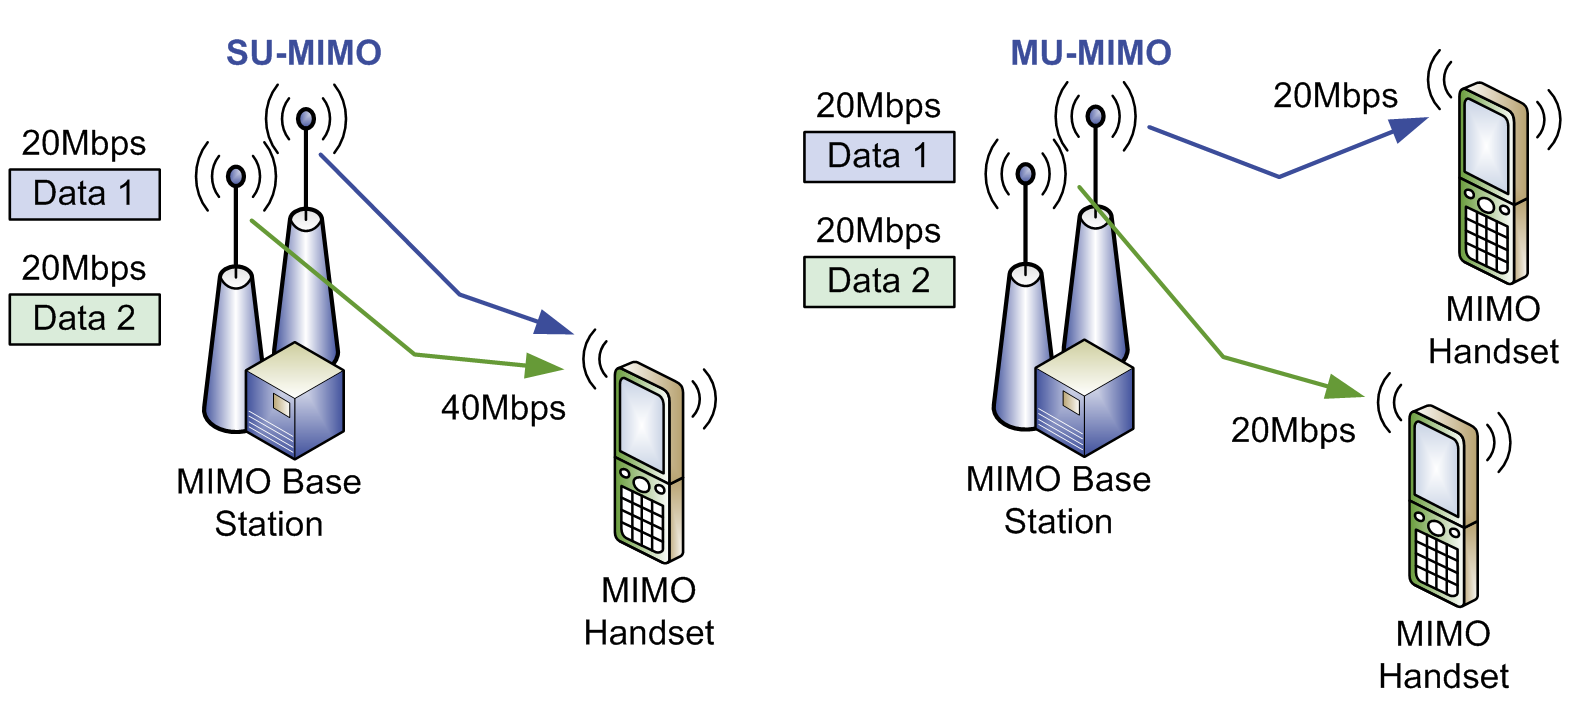 SU-MIMO
20Mbps
Data 1
20Mbps
Data 2
40Mbps
MIMO Base
Station
MIMO
Handset
MU-MIMO
20Mbps
Data 1
20Mbps
Data 2
20Mbps
MIMO
Handset
20Mbps
MIMO Base
Station
MIMO
Handset